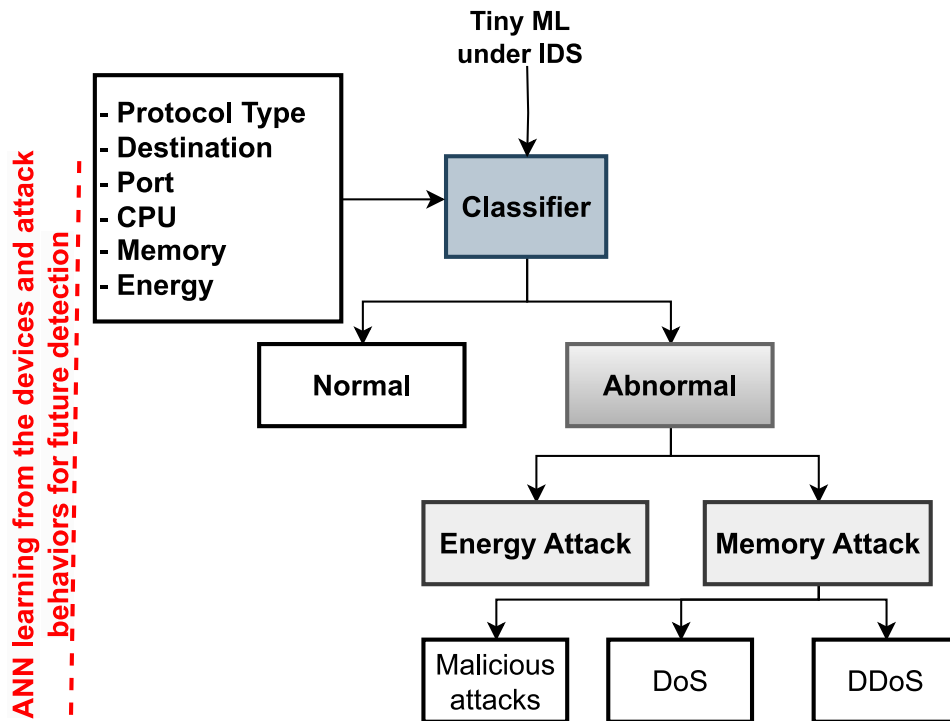 Tiny ML
under IDS
- Protocol Type
- Destination
- Port
- CPU
- Memory
- Energy
Classifier
ANN learning from the devices and attack
behaviors for future detection
Normal
Abnormal
Energy Attack
Memory Attack
Malicious
attacks
DoS
DDoS